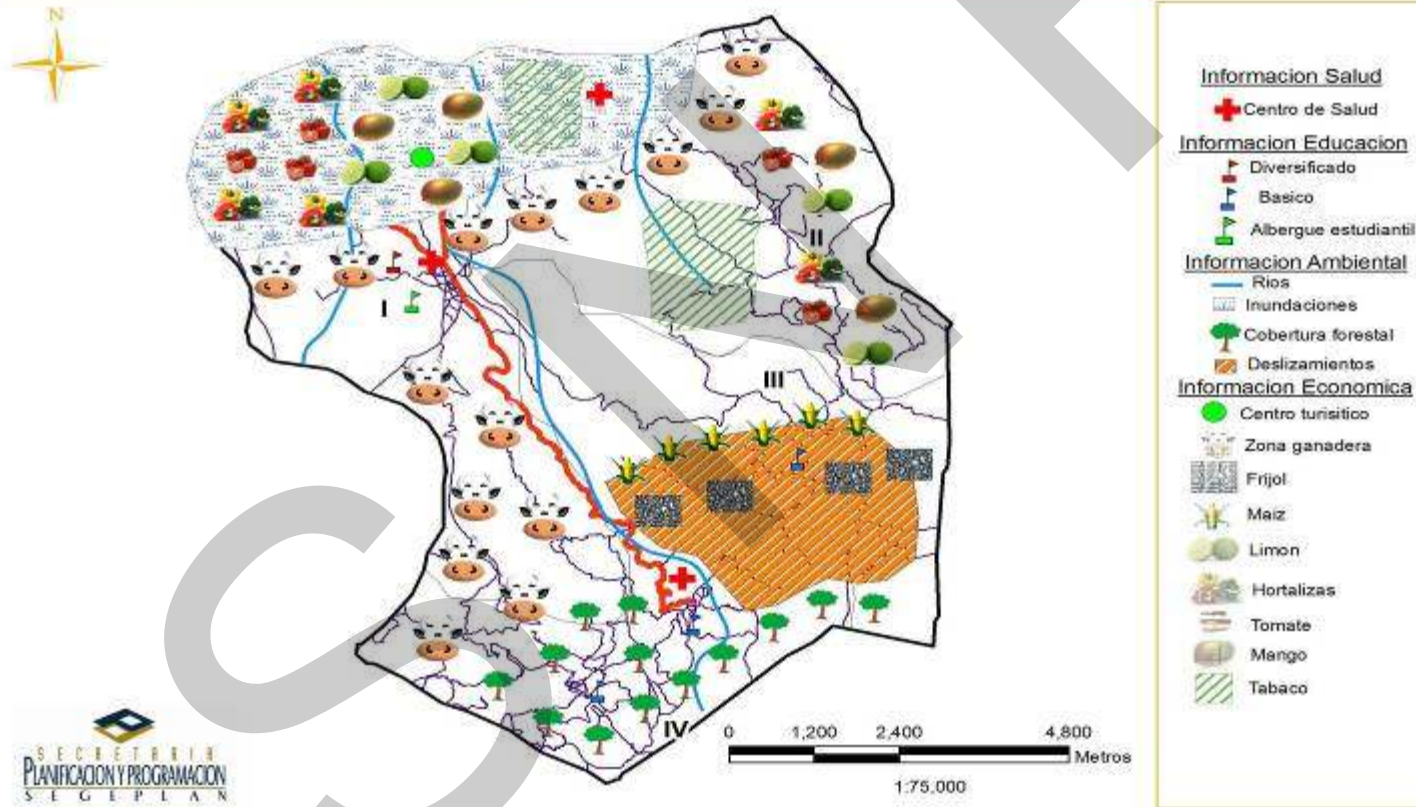 N
I
II
III
IV
0 1,200 2,400 4,800
Metros
1:75.000
SECRETARIA
PLANIFICACION Y PROGRAMACION
SEGEPLAN
Informacion Salud
Centro de Salud
Informacion Educacion
Diversificado
Basico
Albergue estudiantil
Informacion Ambiental
Rios
Inundaciones
Cobertura forestal
Deslizamientos
Informacion Economica
Centro turisitico
Zona ganadera
Frijol
Maiz
Limon
Hortalizas
Tomate
Mango
Tabaco